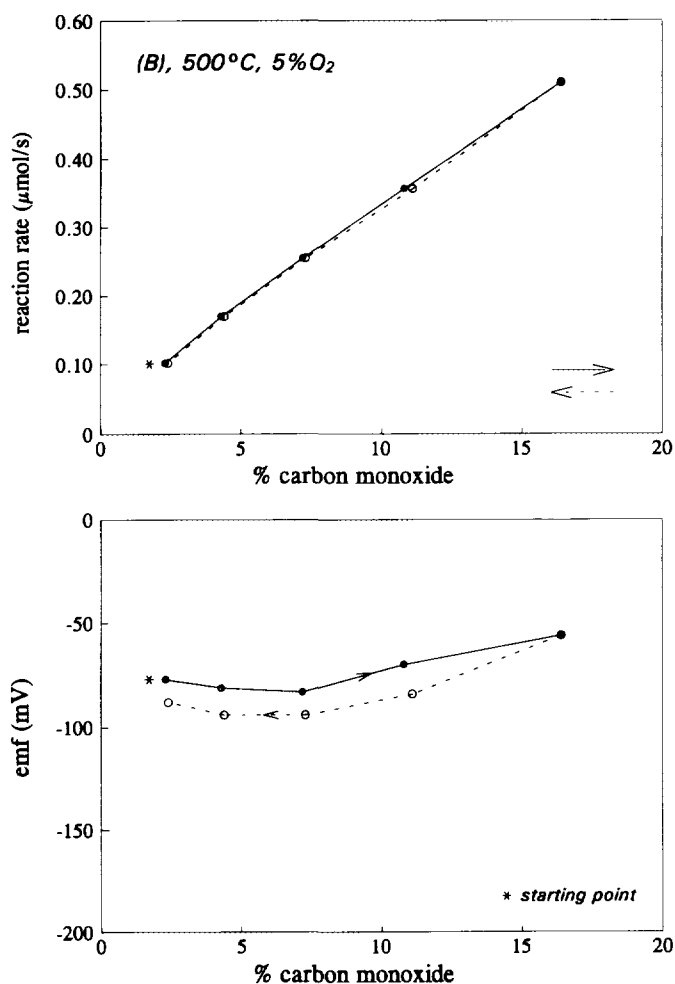 0.60
(B), 500°C, 5%O₂
0.50
0.40
0.30
0.20
0.10
0
*
reaction rate (μmol/s)
0 5 10 15 20
% carbon monoxide
0
-50
-100
-150
-200
*
emf (mV)
* starting point
0 5 10 15 20
% carbon monoxide